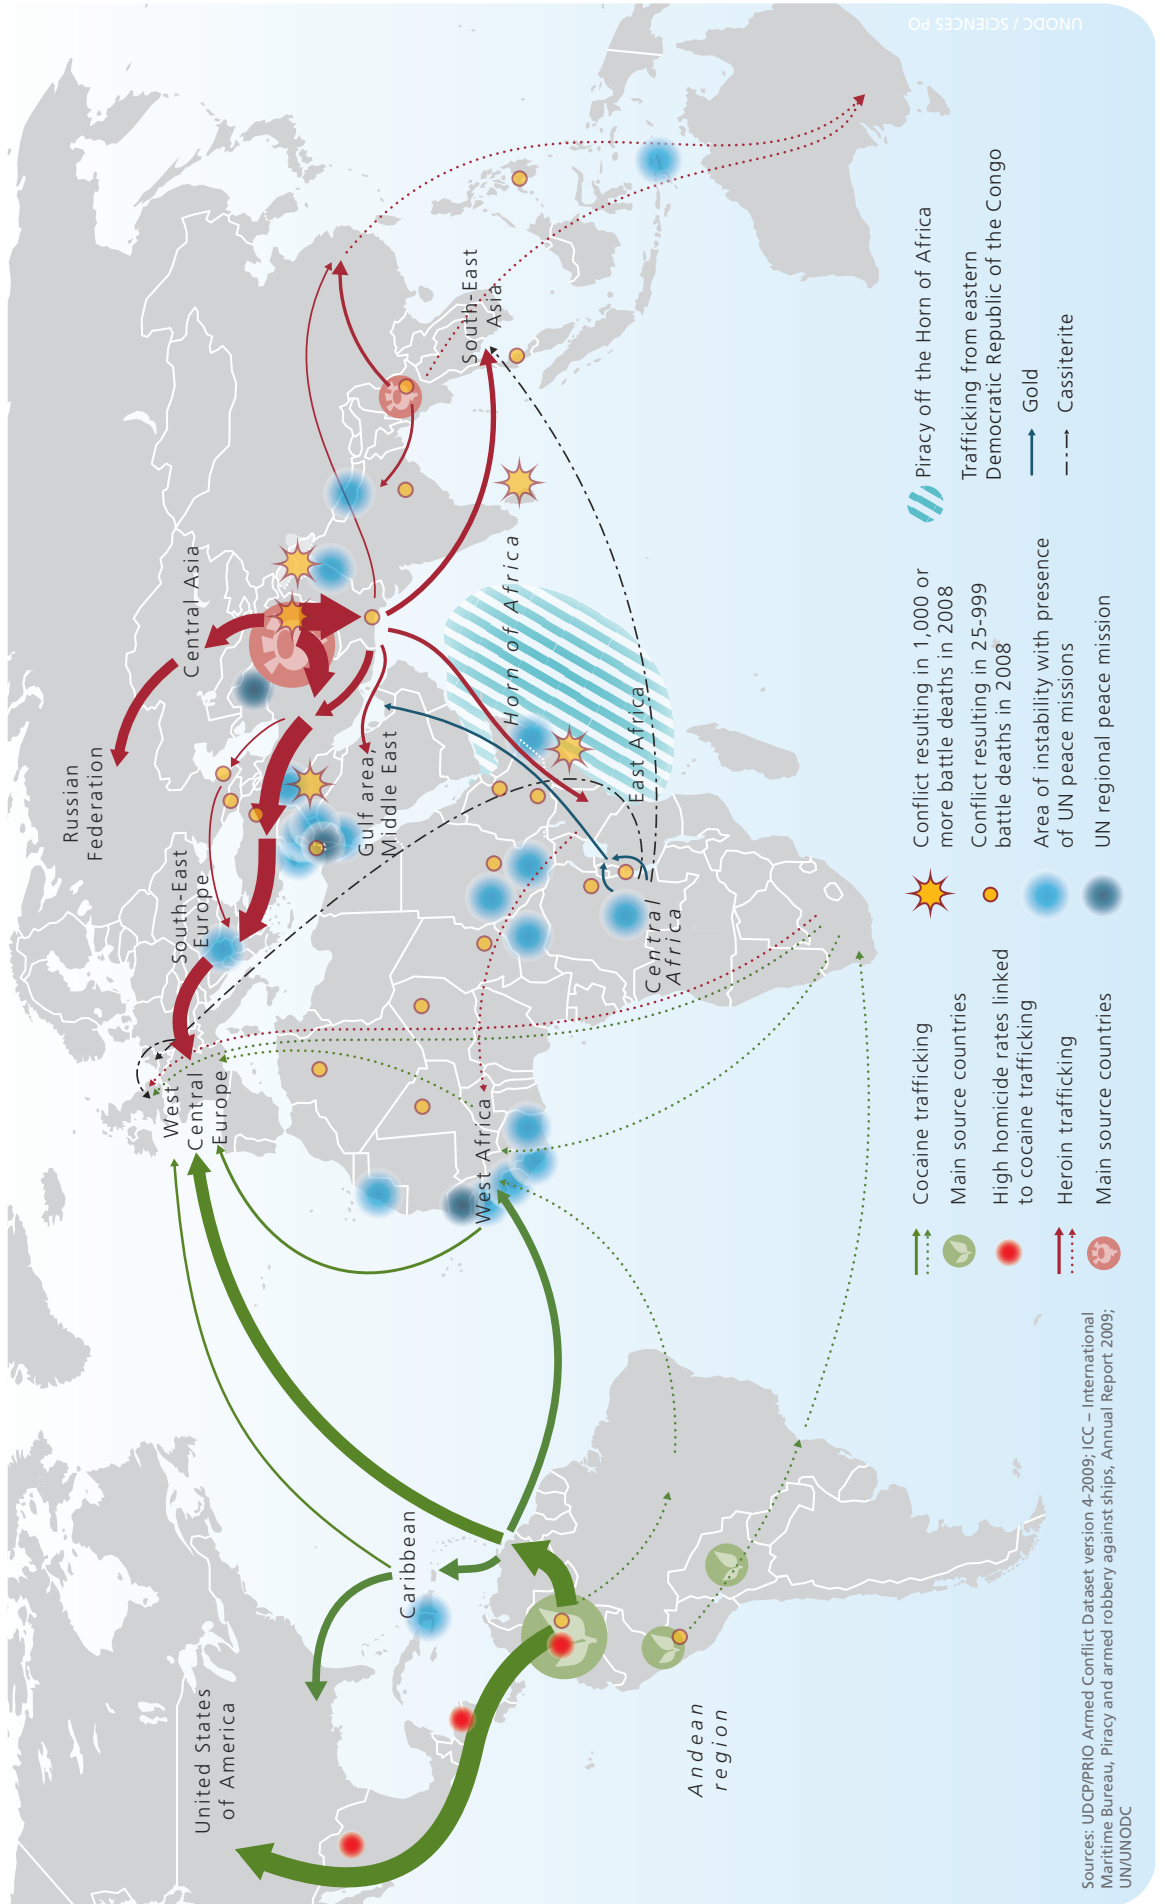 United States
of America
Caribbean
Andean
region
West
Central
Europe
West Africa
South-East
Europe
Russian
Federation
Central Asia
Gulf area,
Middle East
Horn of Africa
East Africa
Central
Africa
South-East
Asia
Cocaine trafficking
Main source countries
High homicide rates linked
to cocaine trafficking
Heroin trafficking
Main source countries
Conflict resulting in 1,000 or
more battle deaths in 2008
Conflict resulting in 25-999
battle deaths in 2008
Area of instability with presence
of UN peace missions
UN regional peace mission
Piracy off the Horn of Africa
Trafficking from eastern
Democratic Republic of the Congo
Gold
Cassiterite
Sources: UDCP/PRIO Armed Conflict Dataset version 4-2009; ICC – International
Maritime Bureau, Piracy and armed robbery against ships, Annual Report 2009;
UN/UNODC
UNODC / SCIENCES PO